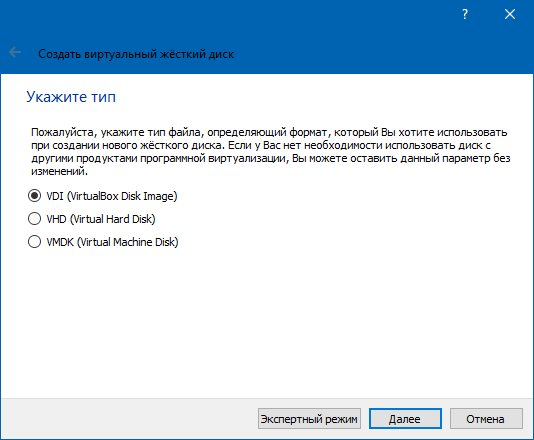 ?
Создать виртуальный жёсткий диск
Укажите тип
Пожалуйста, укажите тип файла, определяющий формат, который Вы хотите использовать
при создании нового жёсткого диска. Если у Вас нет необходимости использовать диск с
другими продуктами программной виртуализации, Вы можете оставить данный параметр без
изменений.
VDI (VirtualBox Disk Image)
VHD (Virtual Hard Disk)
VMDK (Virtual Machine Disk)
Экспертный режим
Далее
Отмена